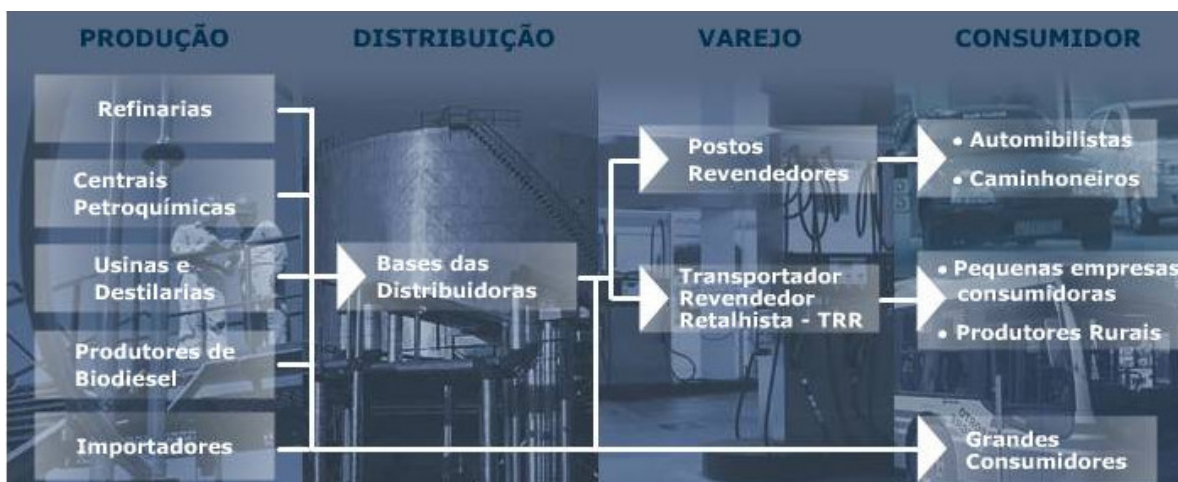 PRODUÇÃO
DISTRIBUIÇÃO
VAREJO
CONSUMIDOR
Refinarias
Centrais
Petroquímicas
Usinas e
Destilarias
Produtores de
Biodiesel
Importadores
Bases das
Distribuidoras
Postos
Revendedores
Transportador
Revendedor
Retalhista - TRR
• Automibilistas
• Caminhoneiros
• Pequenas empresas
consumidoras
• Produtores Rurais
Grandes
Consumidores